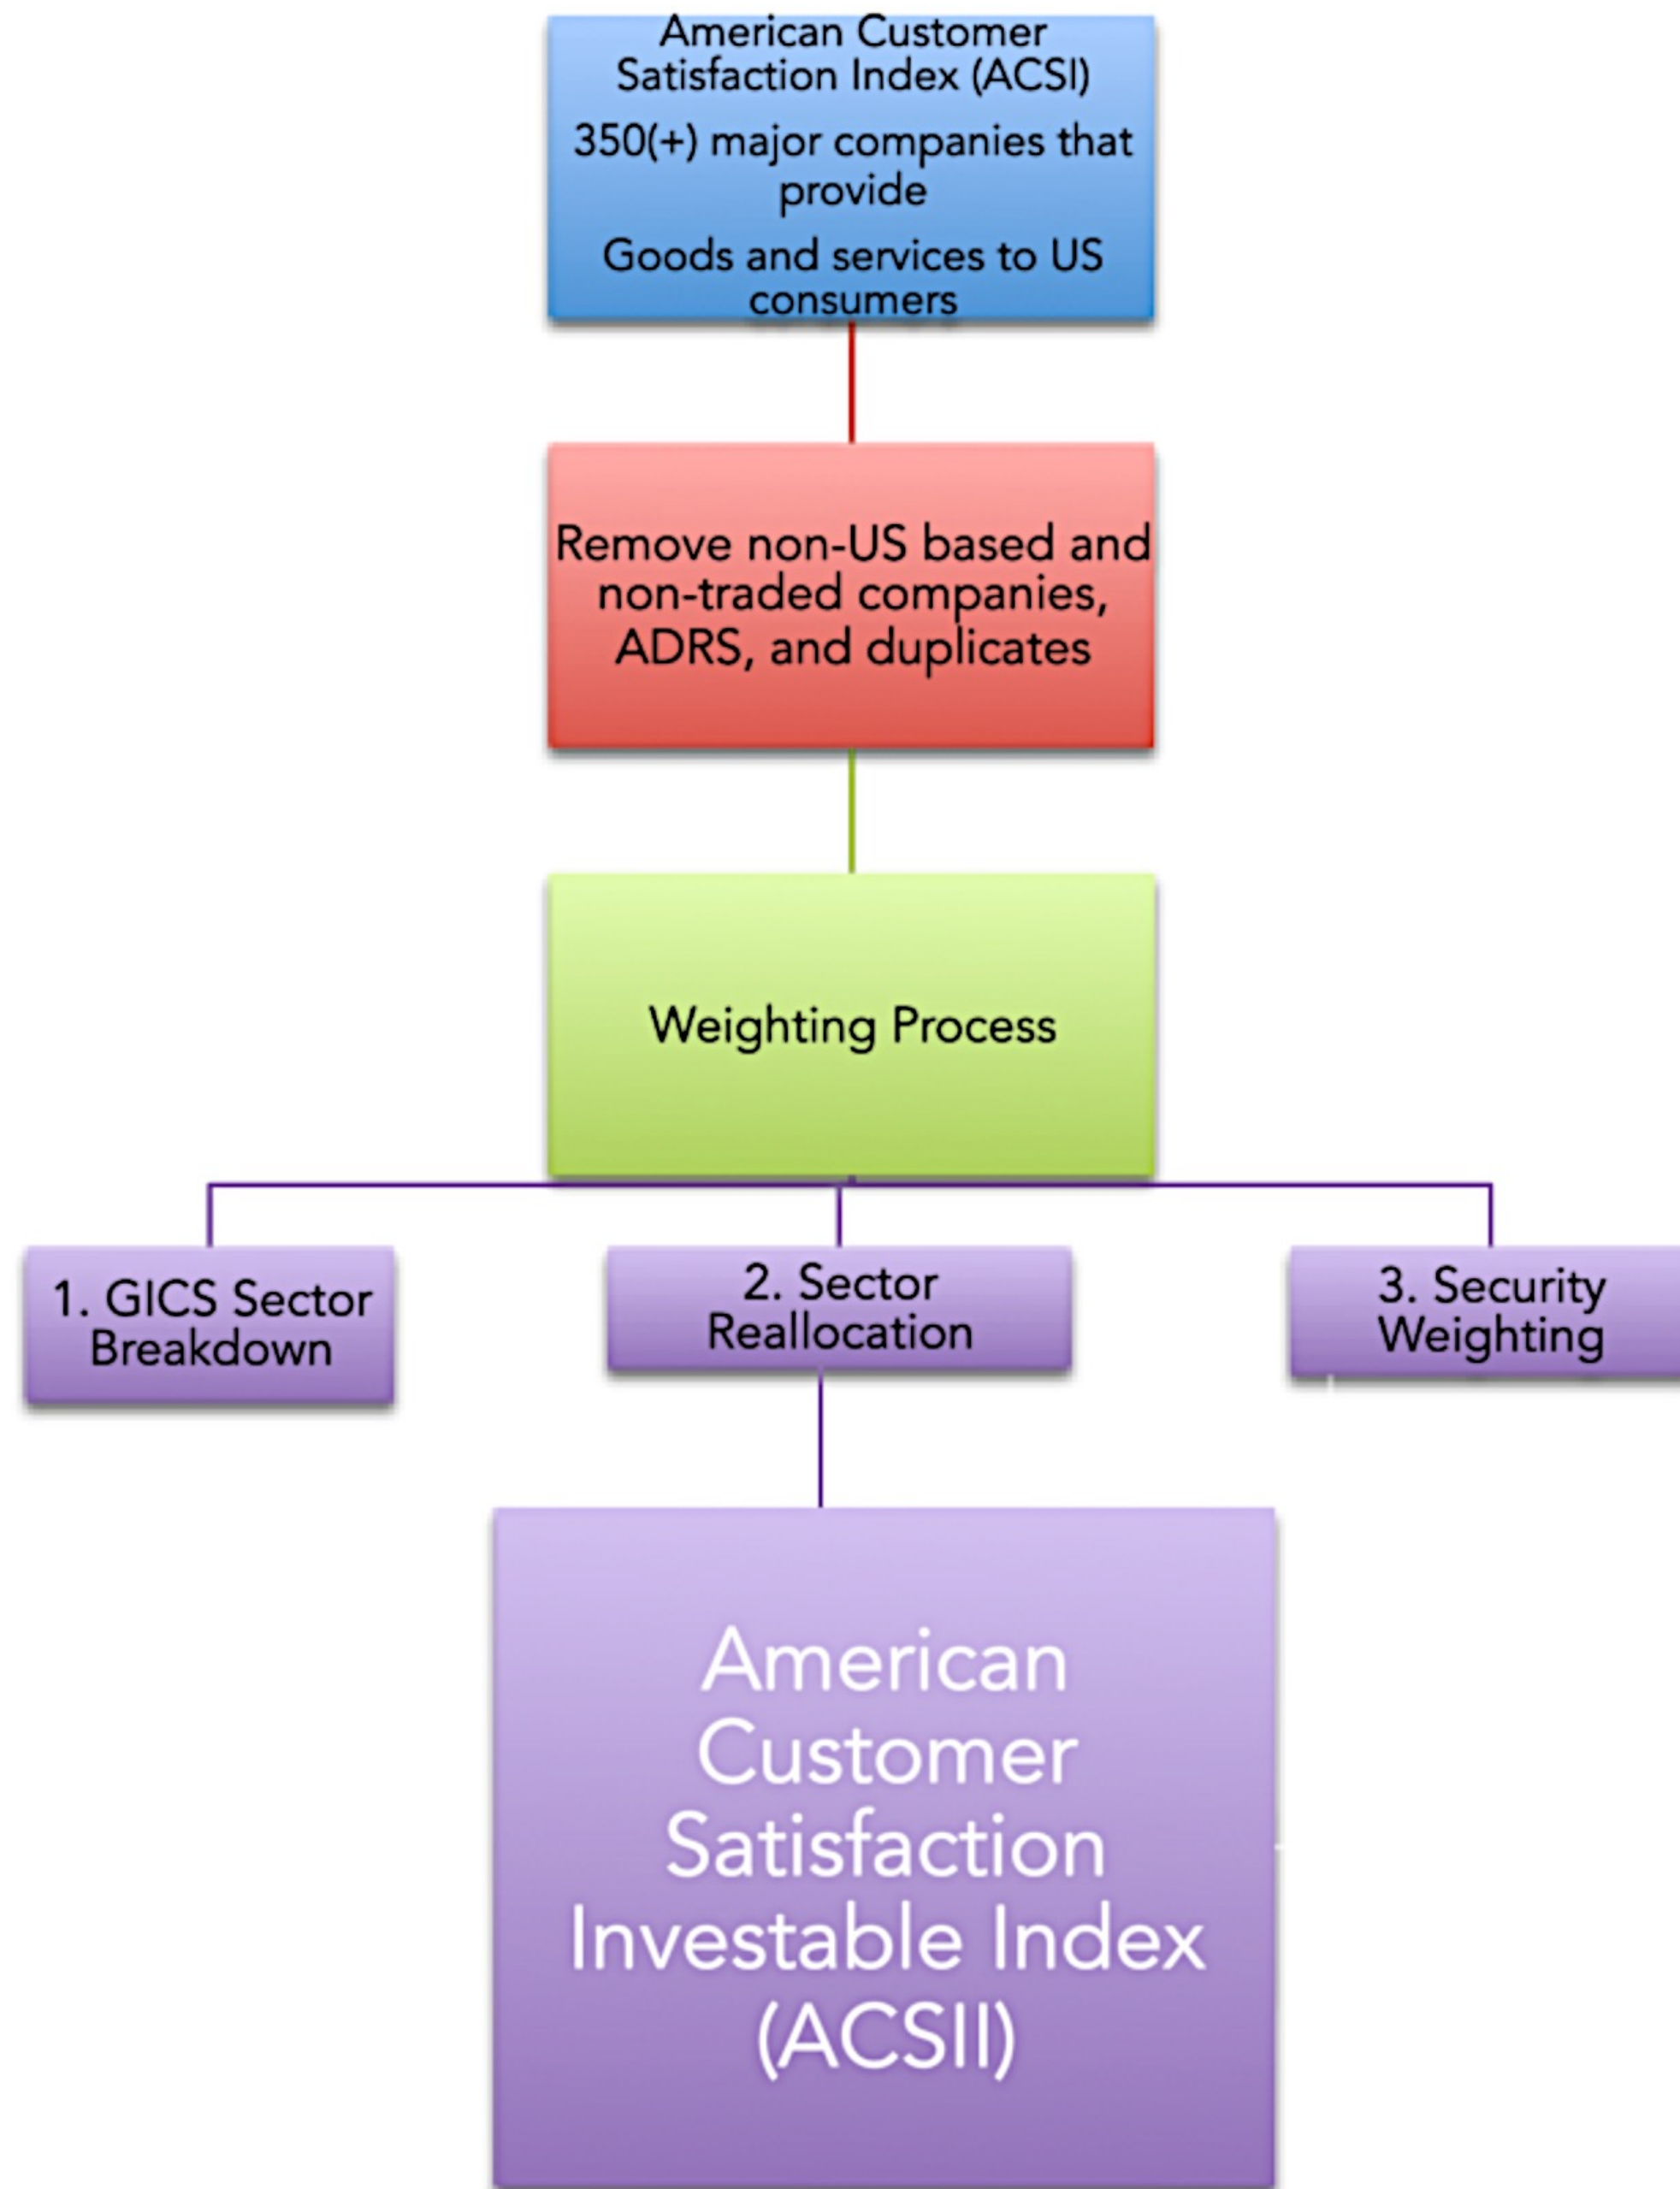 American Customer
Satisfaction Index (ACSI)
350(+) major companies that
provide
Goods and services to US
consumers
Remove non-US based and
non-traded companies,
ADRS, and duplicates
Weighting Process
1. GICS Sector
Breakdown
2. Sector
Reallocation
3. Security
Weighting
American
Customer
Satisfaction
Investable Index
(ACSII)